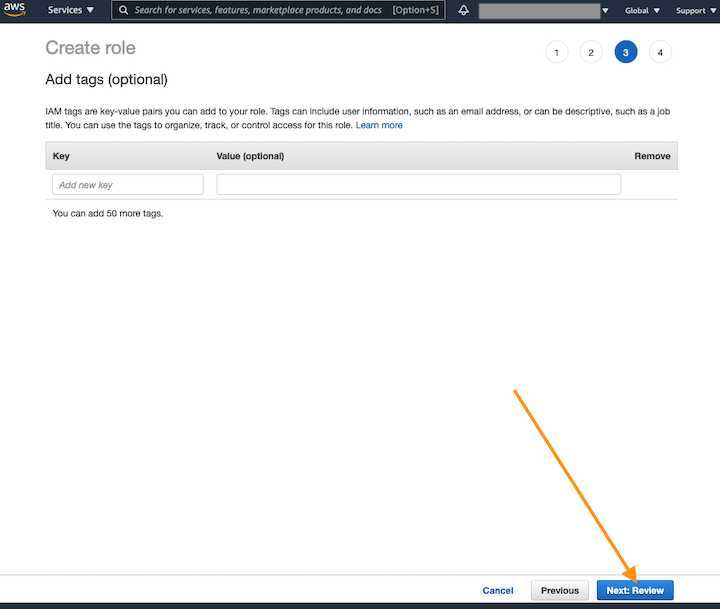 aws Services Search for services, features, marketplace products, and docs [Option+S] Global Support
Create role
1 2 3 4
Add tags (optional)
IAM tags are key-value pairs you can add to your role. Tags can include user information, such as an email address, or can be descriptive, such as a job
title. You can use the tags to organize, track, or control access for this role. Learn more
Key Value (optional) Remove
Add new key
You can add 50 more tags.
Cancel Previous Next: Review